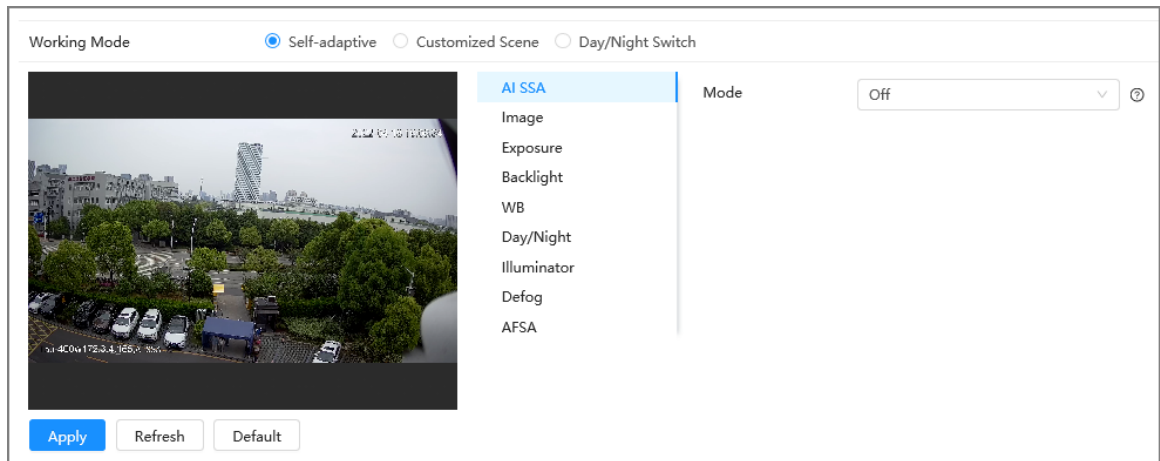 Working Mode Self-adaptive Customized Scene Day/Night Switch
AI SSA
Mode Off
Image
Exposure
Backlight
WB
Day/Night
Illuminator
Defog
AFSA
Apply Refresh Default